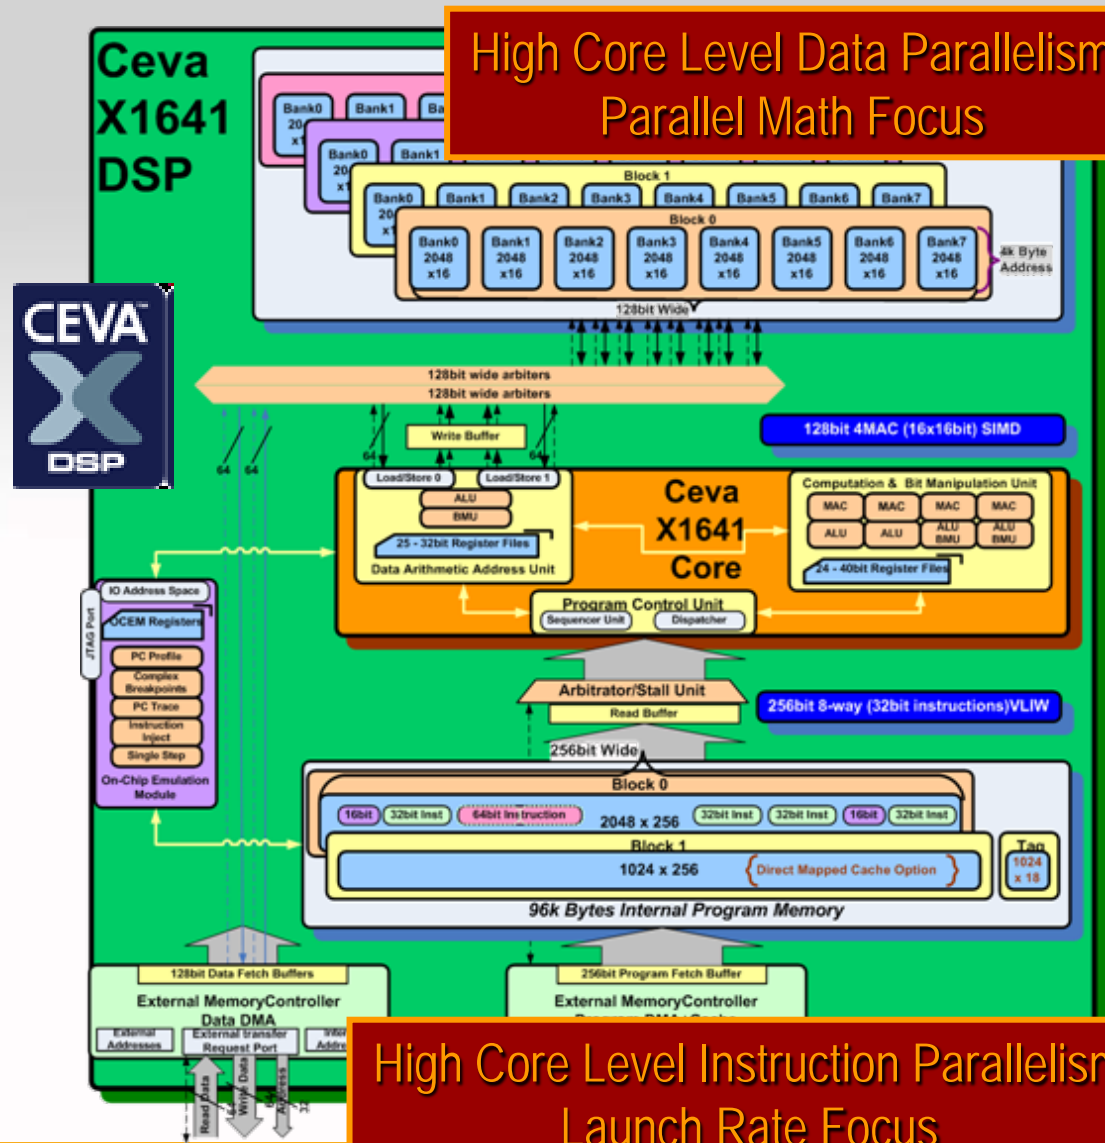 High Core Level Data Parallelism
Parallel Math Focus
Ceva
X1641
DSP
Bank0
Bank1
Bank0
Bank1
Block 1
Bank0
Bank1
Bank2
Bank3
Bank4
Bank5
Bank6
Bank7
Block 0
Bank0
2048
x16
Bank1
2048
x16
Bank2
2048
x16
Bank3
2048
x16
Bank4
2048
x16
Bank5
2048
x16
Bank6
2048
x16
Bank7
2048
x16
4k Byte
Address
128bit Wide
CEVA
DSP
128bit wide arbiters
128bit wide arbiters
64
64
64
64
Write Buffer
128bit 4MAC (16x16bit) SIMD
Load/Store 0
Load/Store 1
ALU
BMU
25 - 32bit Register Files
Data Arithmetic Address Unit
Ceva
X1641
Core
Computation & Bit Manipulation Unit
MAC
MAC
MAC
MAC
ALU
ALU
ALU
BMU
ALU
BMU
24 - 40bit Register Files
Program Control Unit
Sequencer Unit
Dispatcher
IO Address Space
JTAG Port
OCEM Registers
PC Profile
Complex
Breakpoints
PC Trace
Instruction
Inject
Single Step
On-Chip Emulation
Module
Arbitrator/Stall Unit
Read Buffer
256bit 8-way (32bit instructions)VLIW
256bit Wide
Block 0
16bit
32bit Inst
64bit Instruction
2048 x 256
32bit Inst
32bit Inst
16bit
32bit Inst
Block 1
1024 x 256
Direct Mapped Cache Option
Tag
1024
x 18
96k Bytes Internal Program Memory
128bit Data Fetch Buffers
External MemoryController
Data DMA
External
Addresses
External transfer
Request Port
256bit Program Fetch Buffer
External MemoryController
Read Data
64
Write Data
64
Address
32
High Core Level Instruction Parallelism
Launch Rate Focus